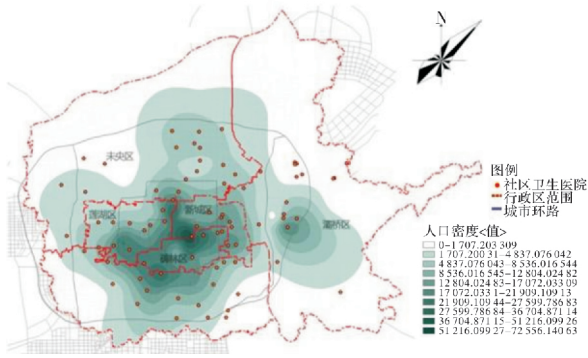 N
未央区
莲湖区
新城区
碑林区
灞桥区
图例
社区卫生医院
行政区范围
城市环路
人口密度<值>
0-1 707.203 309
1 707.200 31-4 837.076 042
4 837.076 043-8 536.016 544
8 536.016 545-12 804.024 82
12 804.024 83-17 072.033 09
17 072.033 1-21 909.109 13
21 909.109 44-27 599.786 83
27 599.786 84-36 704.871 14
36 704.871 15-51 216.099 26
51 216.099 27-72 556.140 63